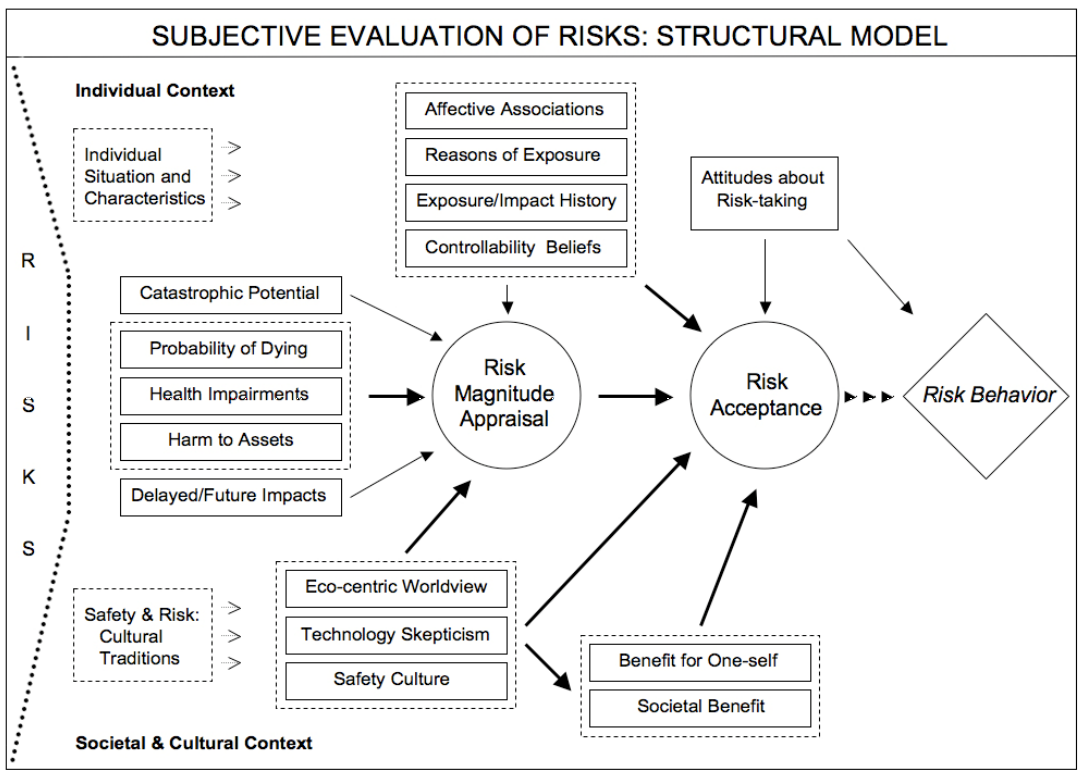 SUBJECTIVE EVALUATION OF RISKS: STRUCTURAL MODEL
Individual Context
Individual
Situation and
Characteristics
Affective Associations
Reasons of Exposure
Exposure/Impact History
Controllability Beliefs
Attitudes about
Risk-taking
R
I
S
K
S
Catastrophic Potential
Probability of Dying
Health Impairments
Harm to Assets
Delayed/Future Impacts
Risk
Magnitude
Appraisal
Risk
Acceptance
Risk Behavior
Safety & Risk:
Cultural
Traditions
Eco-centric Worldview
Technology Skepticism
Safety Culture
Benefit for One-self
Societal Benefit
Societal & Cultural Context